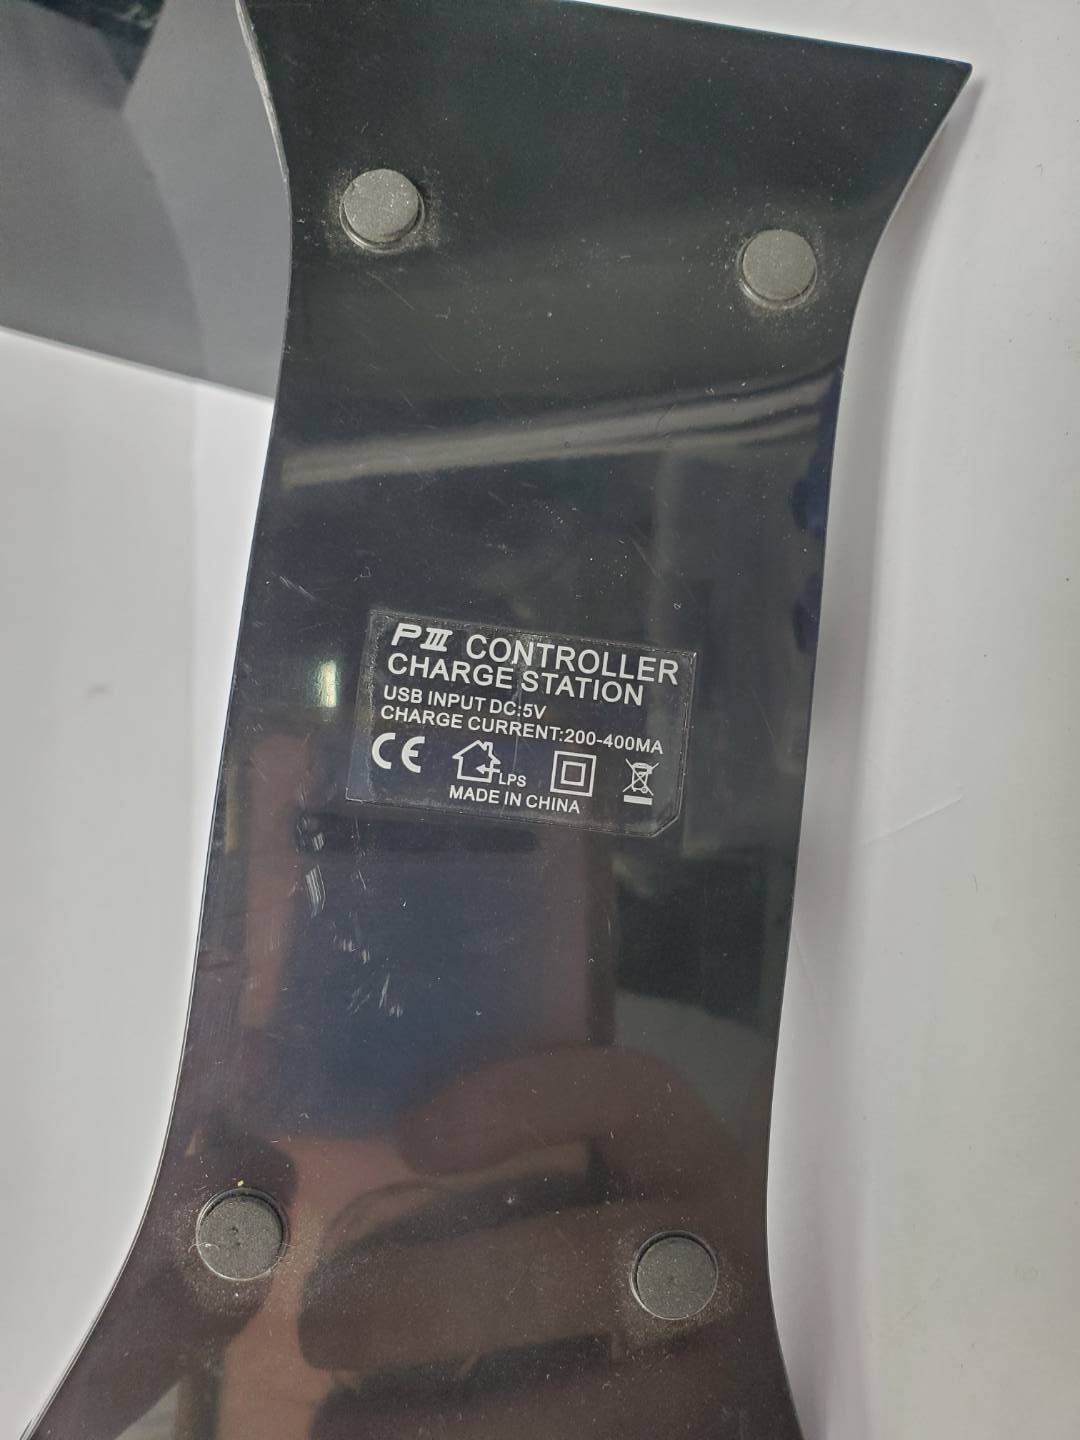 PIII CONTROLLER
CHARGE STATION
USB INPUT DC:5V
CHARGE CURRENT:200-400MA
CE
LPS
MADE IN CHINA